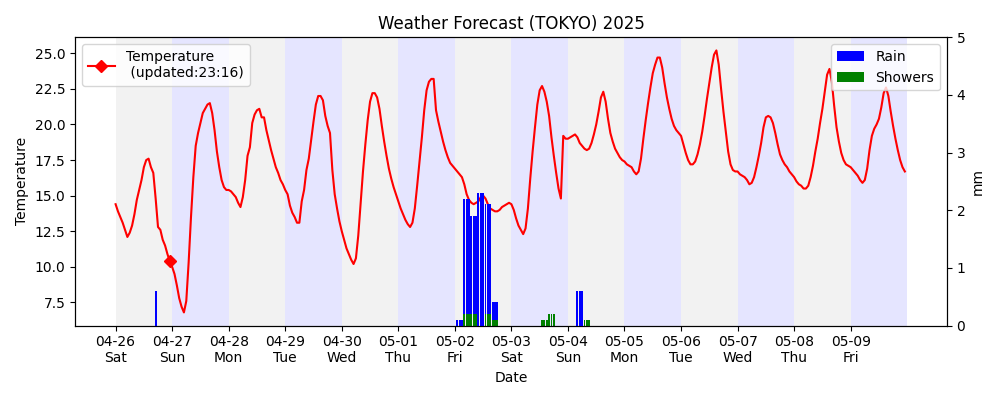 Weather Forecast (TOKYO) 2025
Temperature
(updated:23:16)
Rain
Showers
Temperature
25.0
22.5
20.0
17.5
15.0
12.5
10.0
7.5
5
4
3
2
1
0
mm
04-26 04-27 04-28 04-29 04-30 05-01 05-02 05-03 05-04 05-05 05-06 05-07 05-08 05-09
Sat Sun Mon Tue Wed Thu Fri Sat Sun Mon Tue Wed Thu Fri
Date